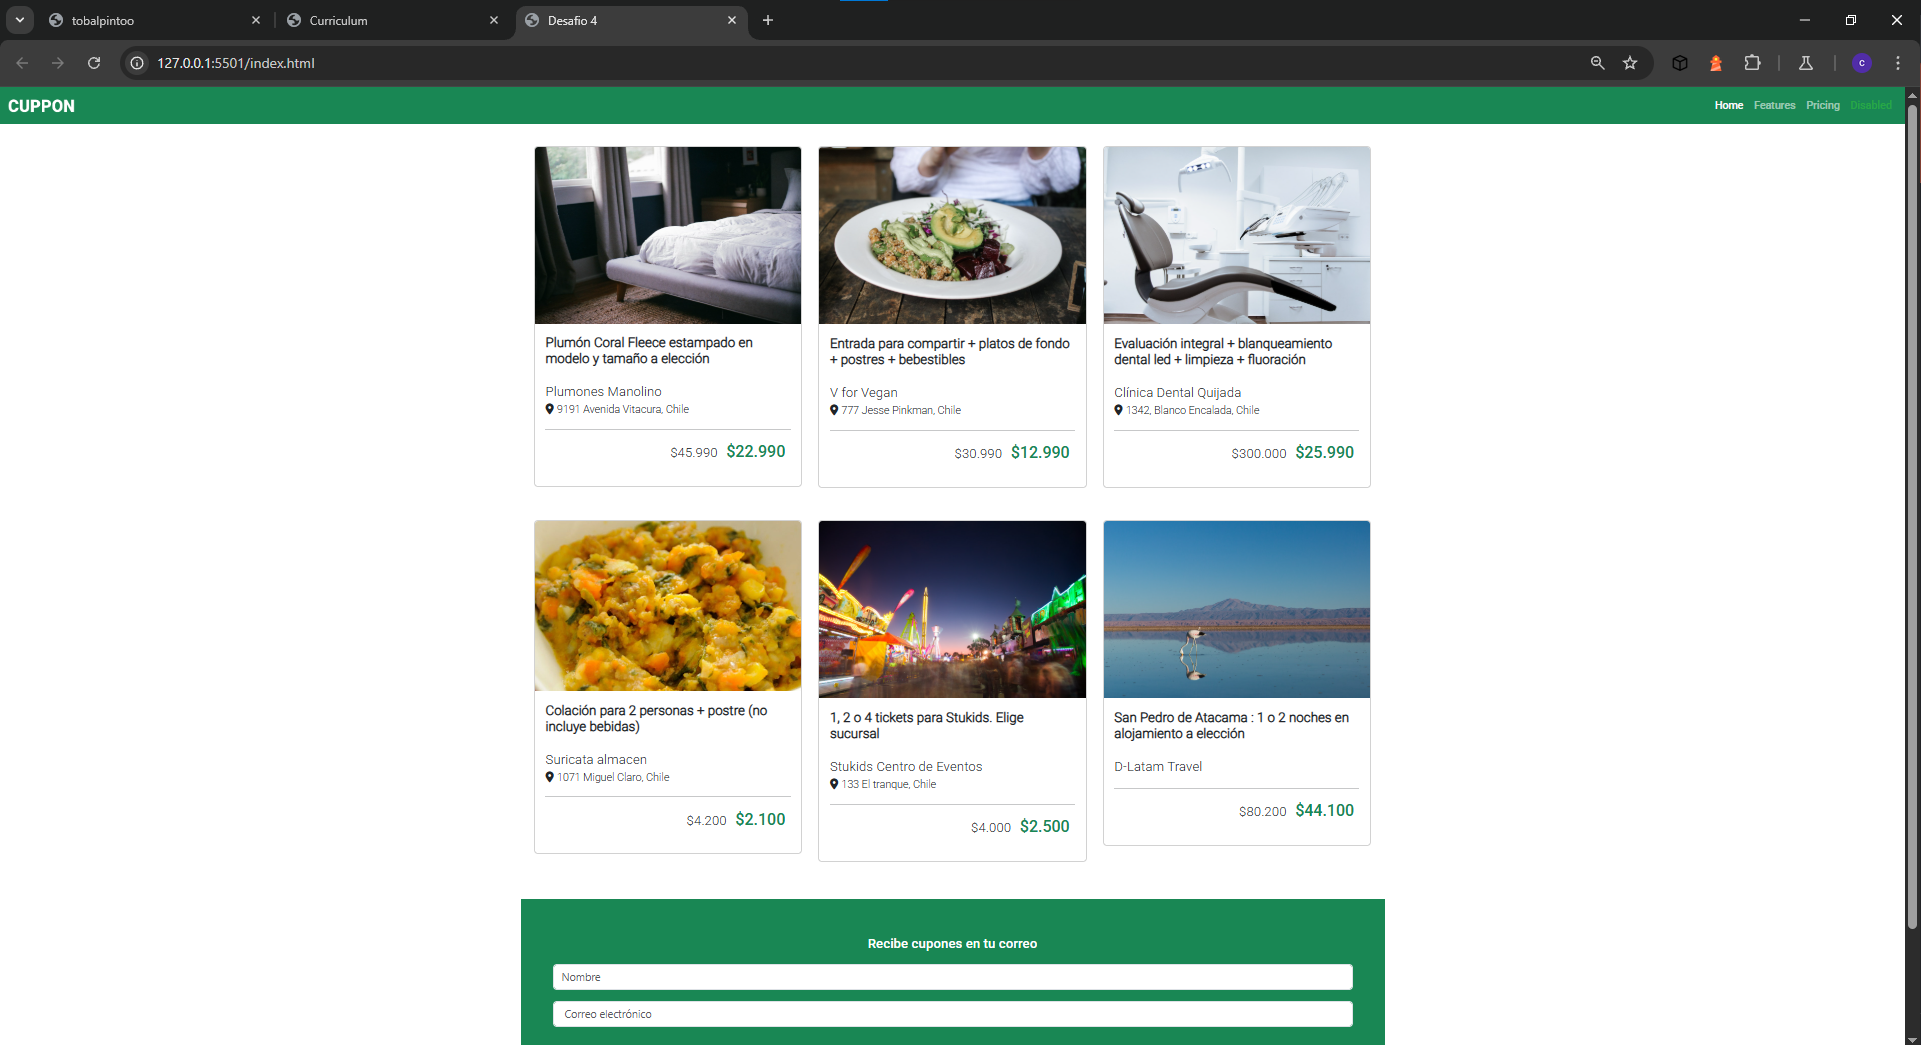 tobalpintoo
Curriculum
Desafio 4
127.0.0.1:5501/index.html
c
CUPPON
Home Features Pricing Disabled
Plumón Coral Fleece estampado en
modelo y tamaño a elección
Plumones Manolino
9191 Avenida Vitacura, Chile
$45.990 $22.990
Entrada para compartir + platos de fondo
+ postres + bebestibles
V for Vegan
777 Jesse Pinkman, Chile
$30.990 $12.990
Evaluación integral + blanqueamiento
dental led + limpieza + fluoración
Clínica Dental Quijada
1342, Blanco Encalada, Chile
$300.000 $25.990
Colación para 2 personas + postre (no
incluye bebidas)
Suricata almacen
1071 Miguel Claro, Chile
$4.200 $2.100
1, 2 o 4 tickets para Stukids. Elige
sucursal
Stukids Centro de Eventos
133 El tranque, Chile
$4.000 $2.500
San Pedro de Atacama : 1 o 2 noches en
alojamiento a elección
D-Latam Travel
$80.200 $44.100
Recibe cupones en tu correo
Nombre
Correo electrónico